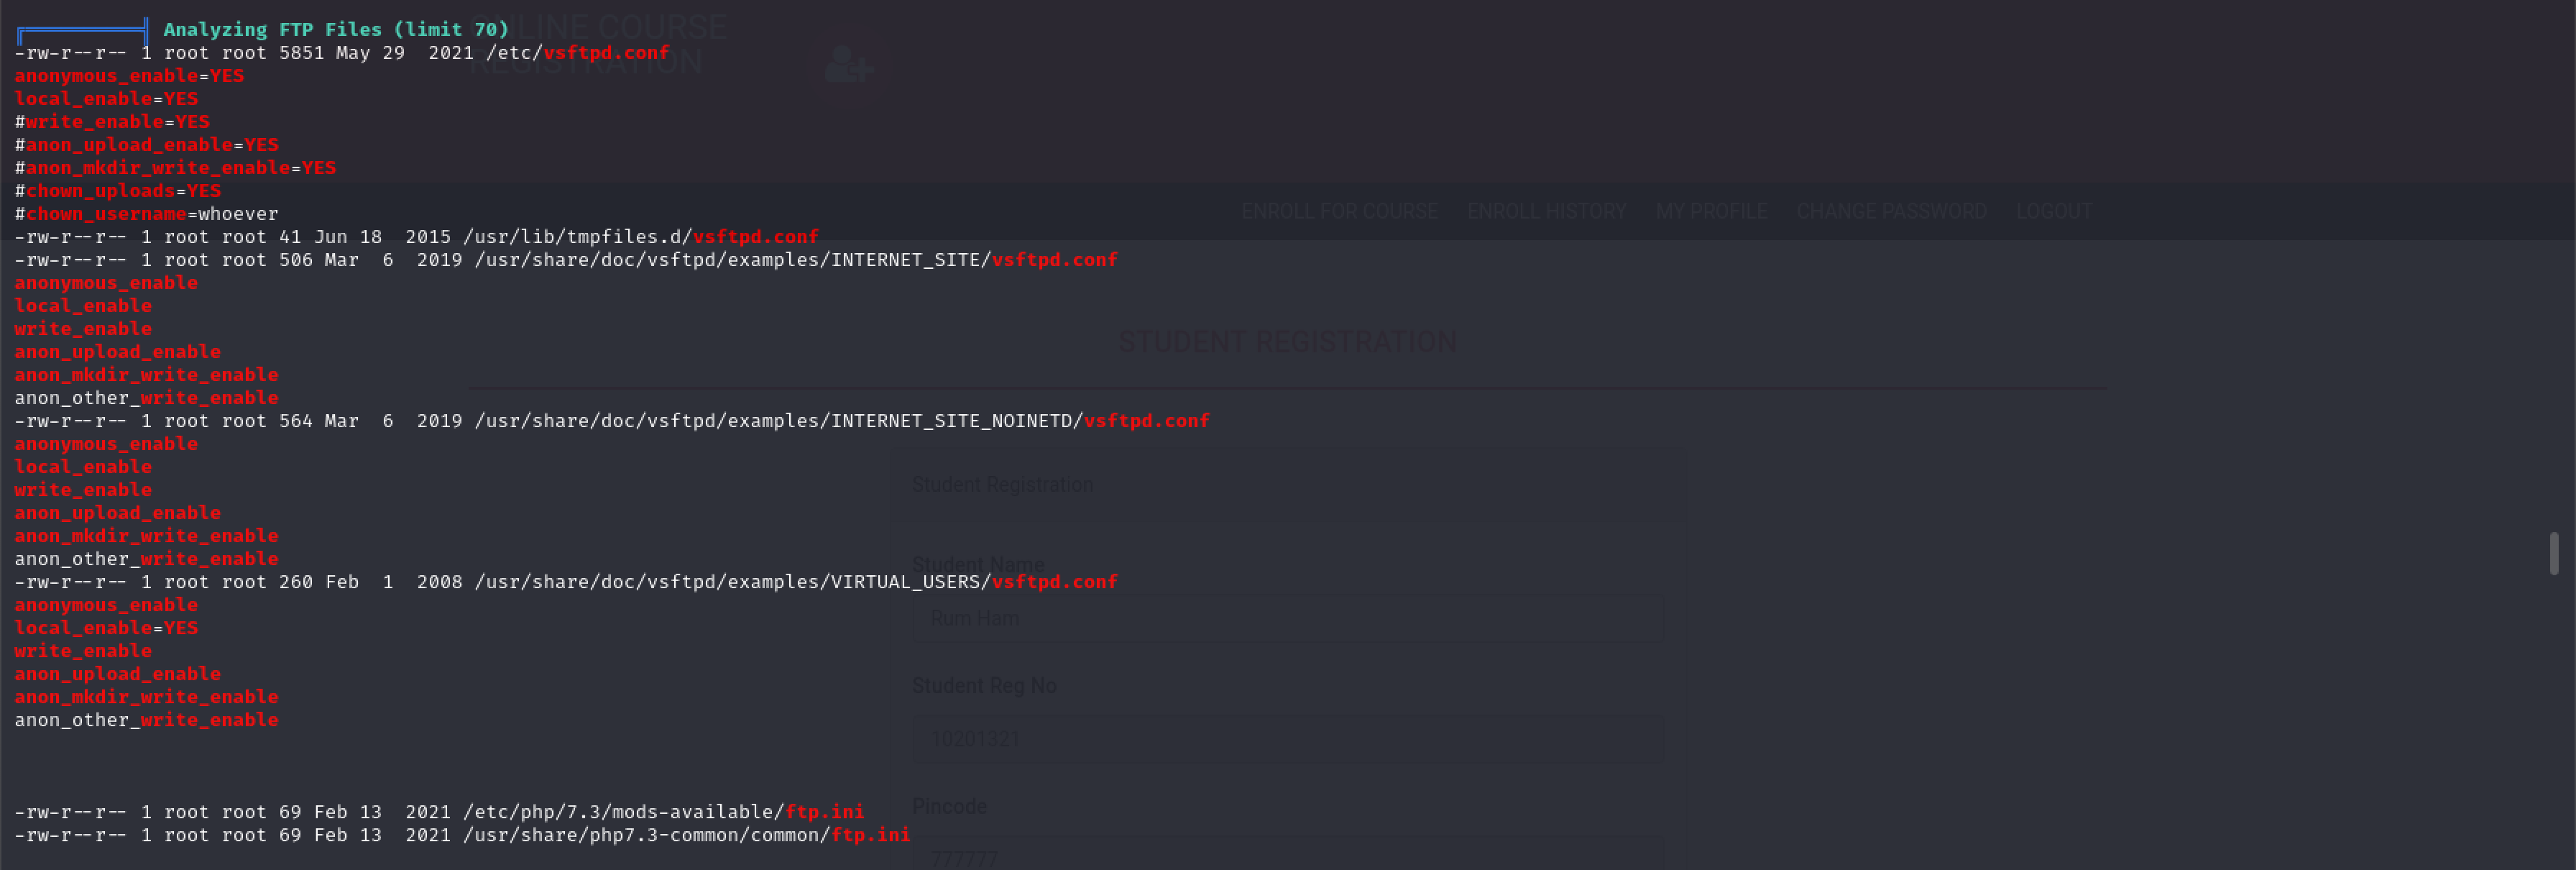 Analyzing FTP Files (limit 70)
-rw-r--r-- 1 root root 5851 May 29  2021 /etc/vsftpd.conf
anonymous_enable=YES
local_enable=YES
#write_enable=YES
#anon_upload_enable=YES
#anon_mkdir_write_enable=YES
#chown_uploads=YES
#chown_username=whoever
-rw-r--r-- 1 root root 41 Jun 18  2015 /usr/lib/tmpfiles.d/vsftpd.conf
-rw-r--r-- 1 root root 506 Mar  6  2019 /usr/share/doc/vsftpd/examples/INTERNET_SITE/vsftpd.conf
anonymous_enable
local_enable
write_enable
anon_upload_enable
anon_mkdir_write_enable
anon_other_write_enable
-rw-r--r-- 1 root root 564 Mar  6  2019 /usr/share/doc/vsftpd/examples/INTERNET_SITE_NOINETD/vsftpd.conf
anonymous_enable
local_enable
write_enable
anon_upload_enable
anon_mkdir_write_enable
anon_other_write_enable
-rw-r--r-- 1 root root 260 Feb  1  2008 /usr/share/doc/vsftpd/examples/VIRTUAL_USERS/vsftpd.conf
anonymous_enable
local_enable=YES
write_enable
anon_upload_enable
anon_mkdir_write_enable
anon_other_write_enable
-rw-r--r-- 1 root root 69 Feb 13  2021 /etc/php/7.3/mods-available/ftp.ini
-rw-r--r-- 1 root root 69 Feb 13  2021 /usr/share/php7.3-common/common/ftp.ini
ONLINE COURSE
REGISTRATION
ENROLL FOR COURSE ENROLL HISTORY MY PROFILE CHANGE PASSWORD LOGOUT
STUDENT REGISTRATION
Student Registration
Student Name
Rum Ham
Student Reg No
10201321
Pincode
777777